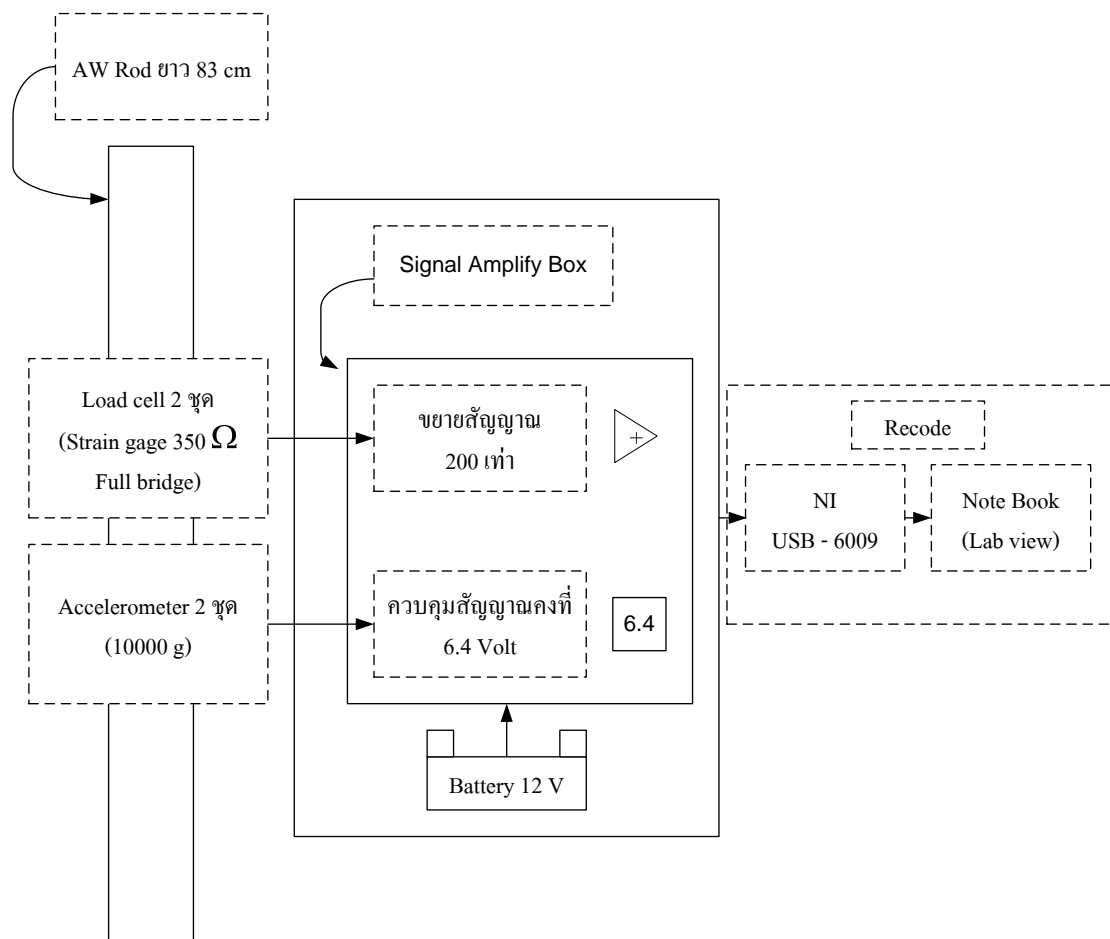 AW Rod ยาว 83 cm
Signal Amplify Box
Load cell 2 ชุด
(Strain gage 350 Ω
Full bridge)
ขยายสัญญาณ
200 เท่า
Accelerometer 2 ชุด
(10000 g)
ควบคุมสัญญาณคงที่
6.4 Volt
+
6.4
Battery 12 V
Recode
NI
USB - 6009
Note Book
(Lab view)